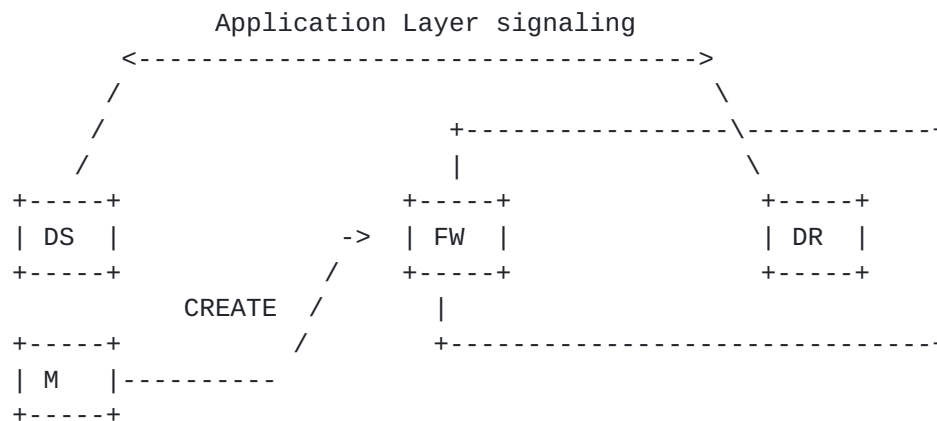 Application Layer signaling
<------------------------------------>
/ \
/ +-----------------\------------+
/ | \
+-----+ +-----+ +-----+
| DS | -> | FW | | DR |
+-----+ / +-----+ +-----+
CREATE / |
+-----+ / +--------------------------------+
| M |----------
+-----+